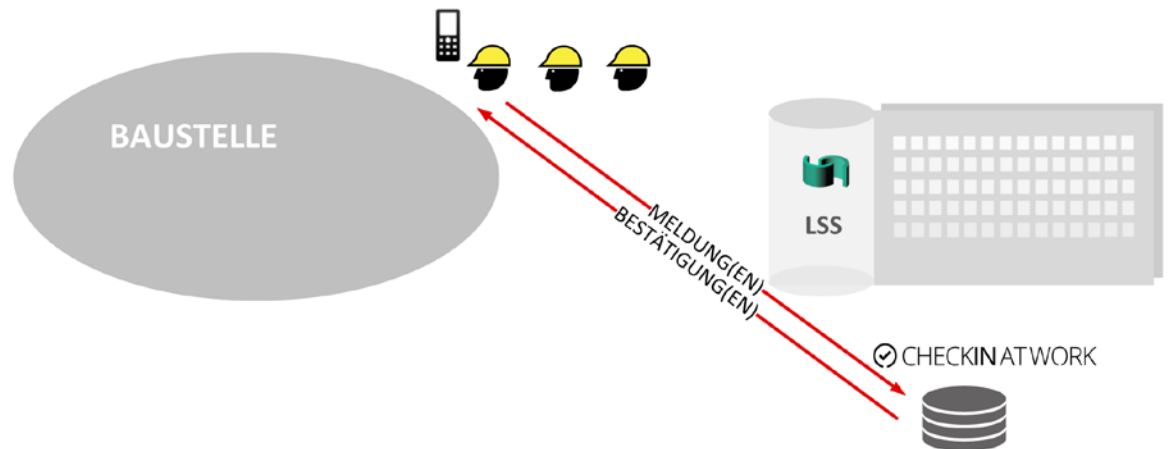 BAUSTELLE
LSS
MELDUNG(EN)
BESTÄTIGUNG(EN)
CHECKINATWORK